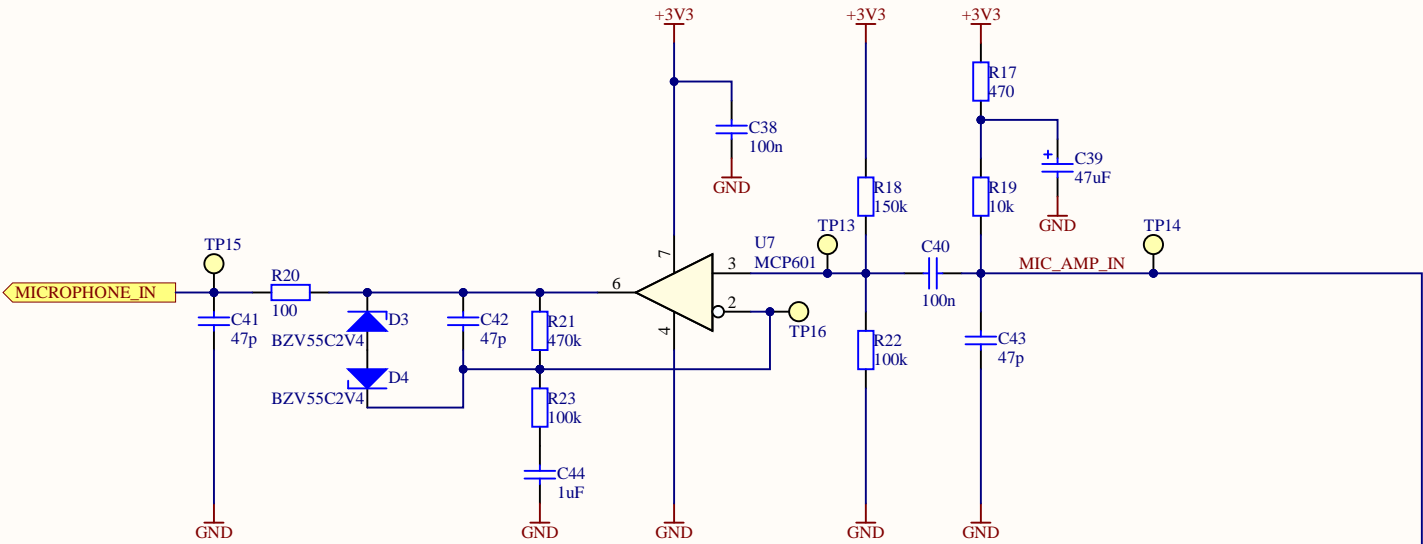 +3V3
+3V3
+3V3
R17
470
C38
100n
C39
47uF
GND
R18
150k
R19
10k
GND
TP15
TP13
TP14
U7
MCP601
C40
100n
MIC_AMP_IN
7
3
6
2
4
MICROPHONE_IN
R20
100
TP16
C41
47p
D3
BZV55C2V4
C42
47p
R21
470k
R22
100k
C43
47p
D4
BZV55C2V4
R23
100k
C44
1uF
GND
GND
GND
GND
GND